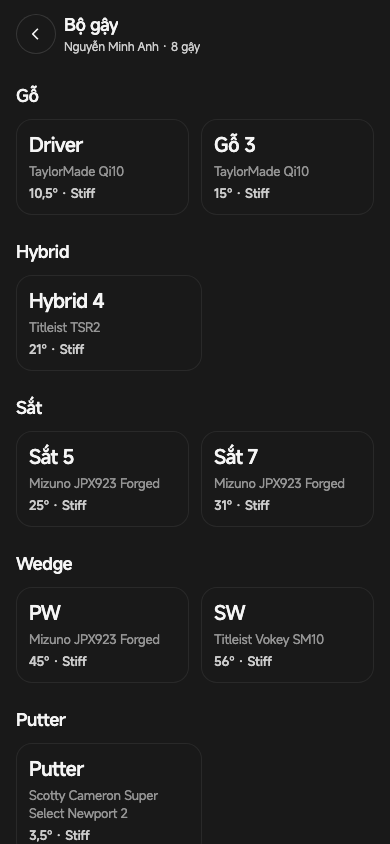 Bộ gậy
Nguyễn Minh Anh · 8 gậy
Gỗ
Driver
TaylorMade Qi10
10,5° · Stiff
Gỗ 3
TaylorMade Qi10
15° · Stiff
Hybrid
Hybrid 4
Titleist TSR2
21° · Stiff
Sắt
Sắt 5
Mizuno JPX923 Forged
25° · Stiff
Sắt 7
Mizuno JPX923 Forged
31° · Stiff
Wedge
PW
Mizuno JPX923 Forged
45° · Stiff
SW
Titleist Vokey SM10
56° · Stiff
Putter
Putter
Scotty Cameron Super
Select Newport 2
3,5° · Stiff